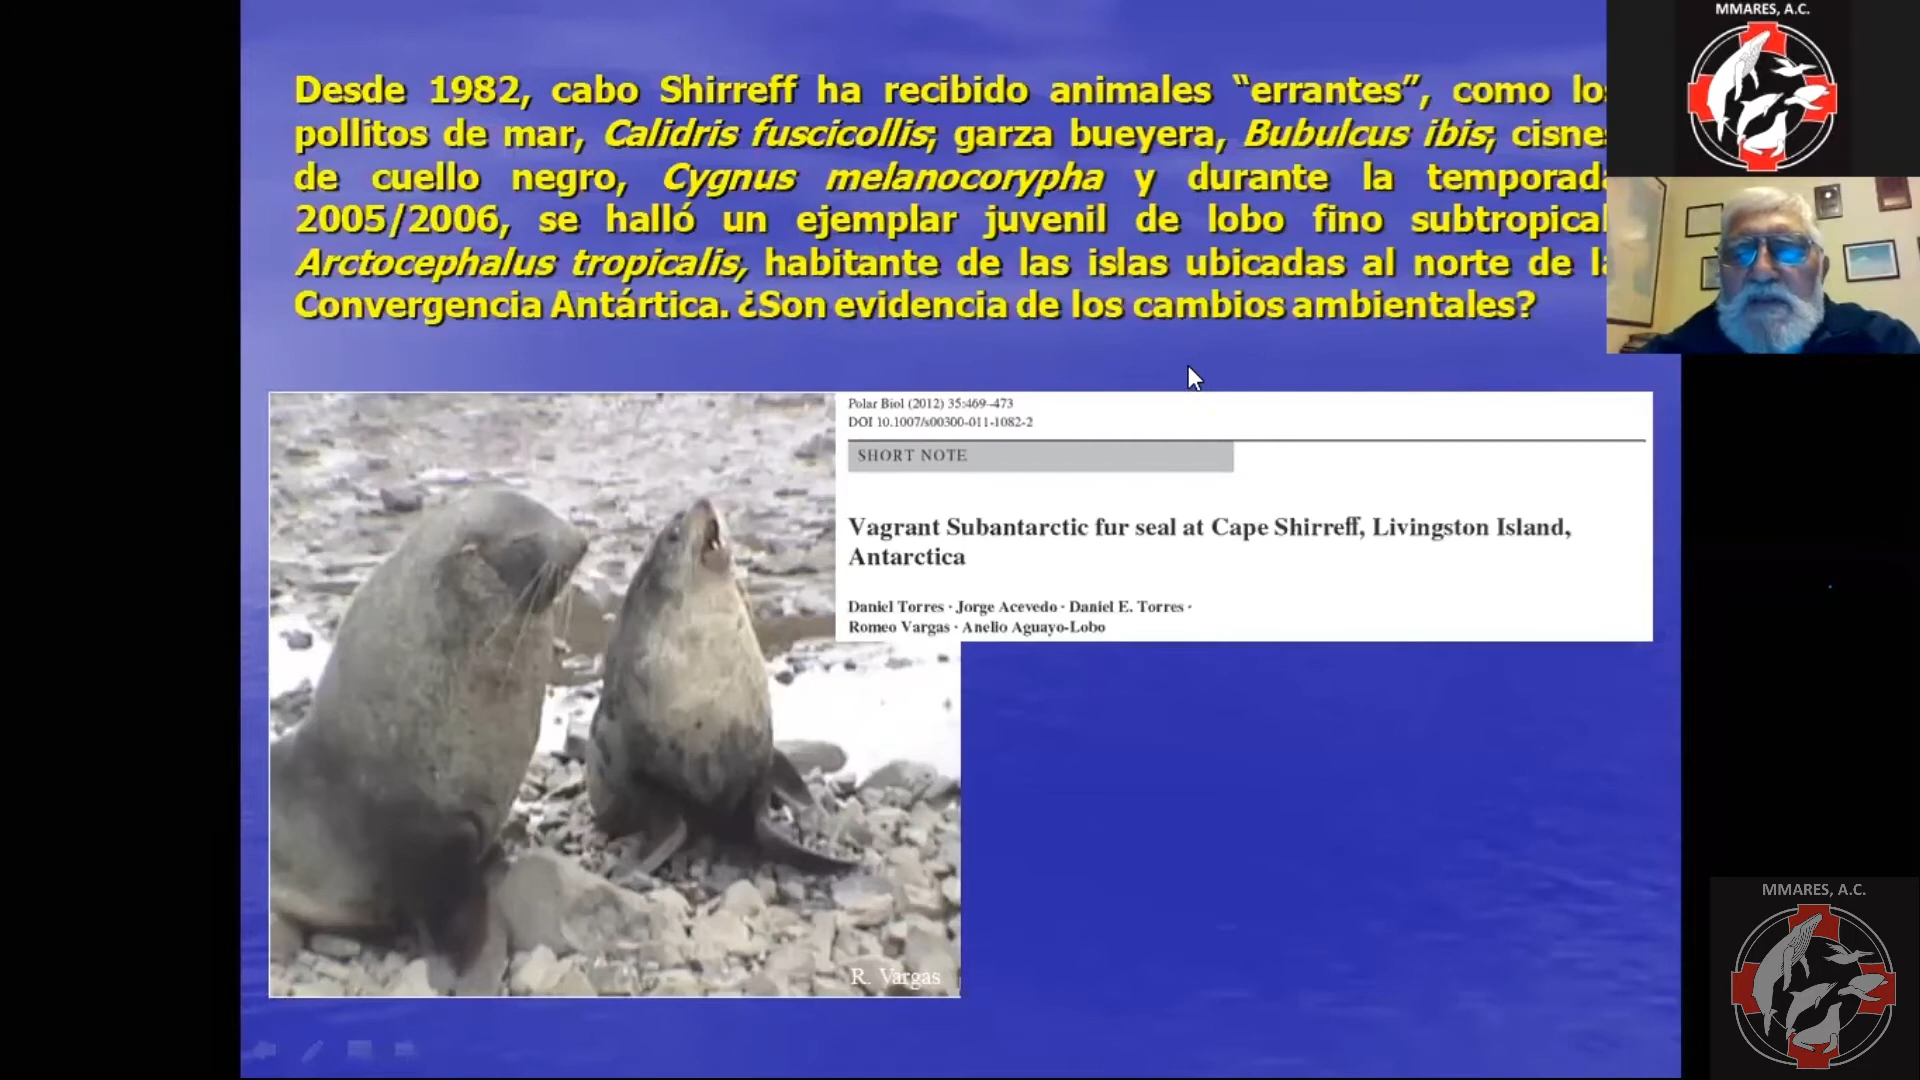 MMARES, A.C.
Desde 1982, cabo Shirreff ha recibido animales “errantes”, como
pollitos de mar, Calidris fuscicollis; garza bueyera, Bubulcus ibis;
de cuello negro, Cygnus melanocorypha y durante la
2005/2006, se halló un ejemplar juvenil de lobo fino subtropical
Arctocephalus tropicalis, habitante de las islas ubicadas al norte de
Convergencia Antártica. ¿Son evidencia de los cambios ambientales?
Polar Biol (2012) 35:469–473
DOI 10.1007/s00300-011-1082-2
SHORT NOTE
Vagrant Subantarctic fur seal at Cape Shirreff, Livingston Island,
Antarctica
Daniel Torres · Jorge Acevedo · Daniel E. Torres ·
Romeo Vargas · Anelio Aguayo-Lobo
R. Vargas
MMARES, A.C.